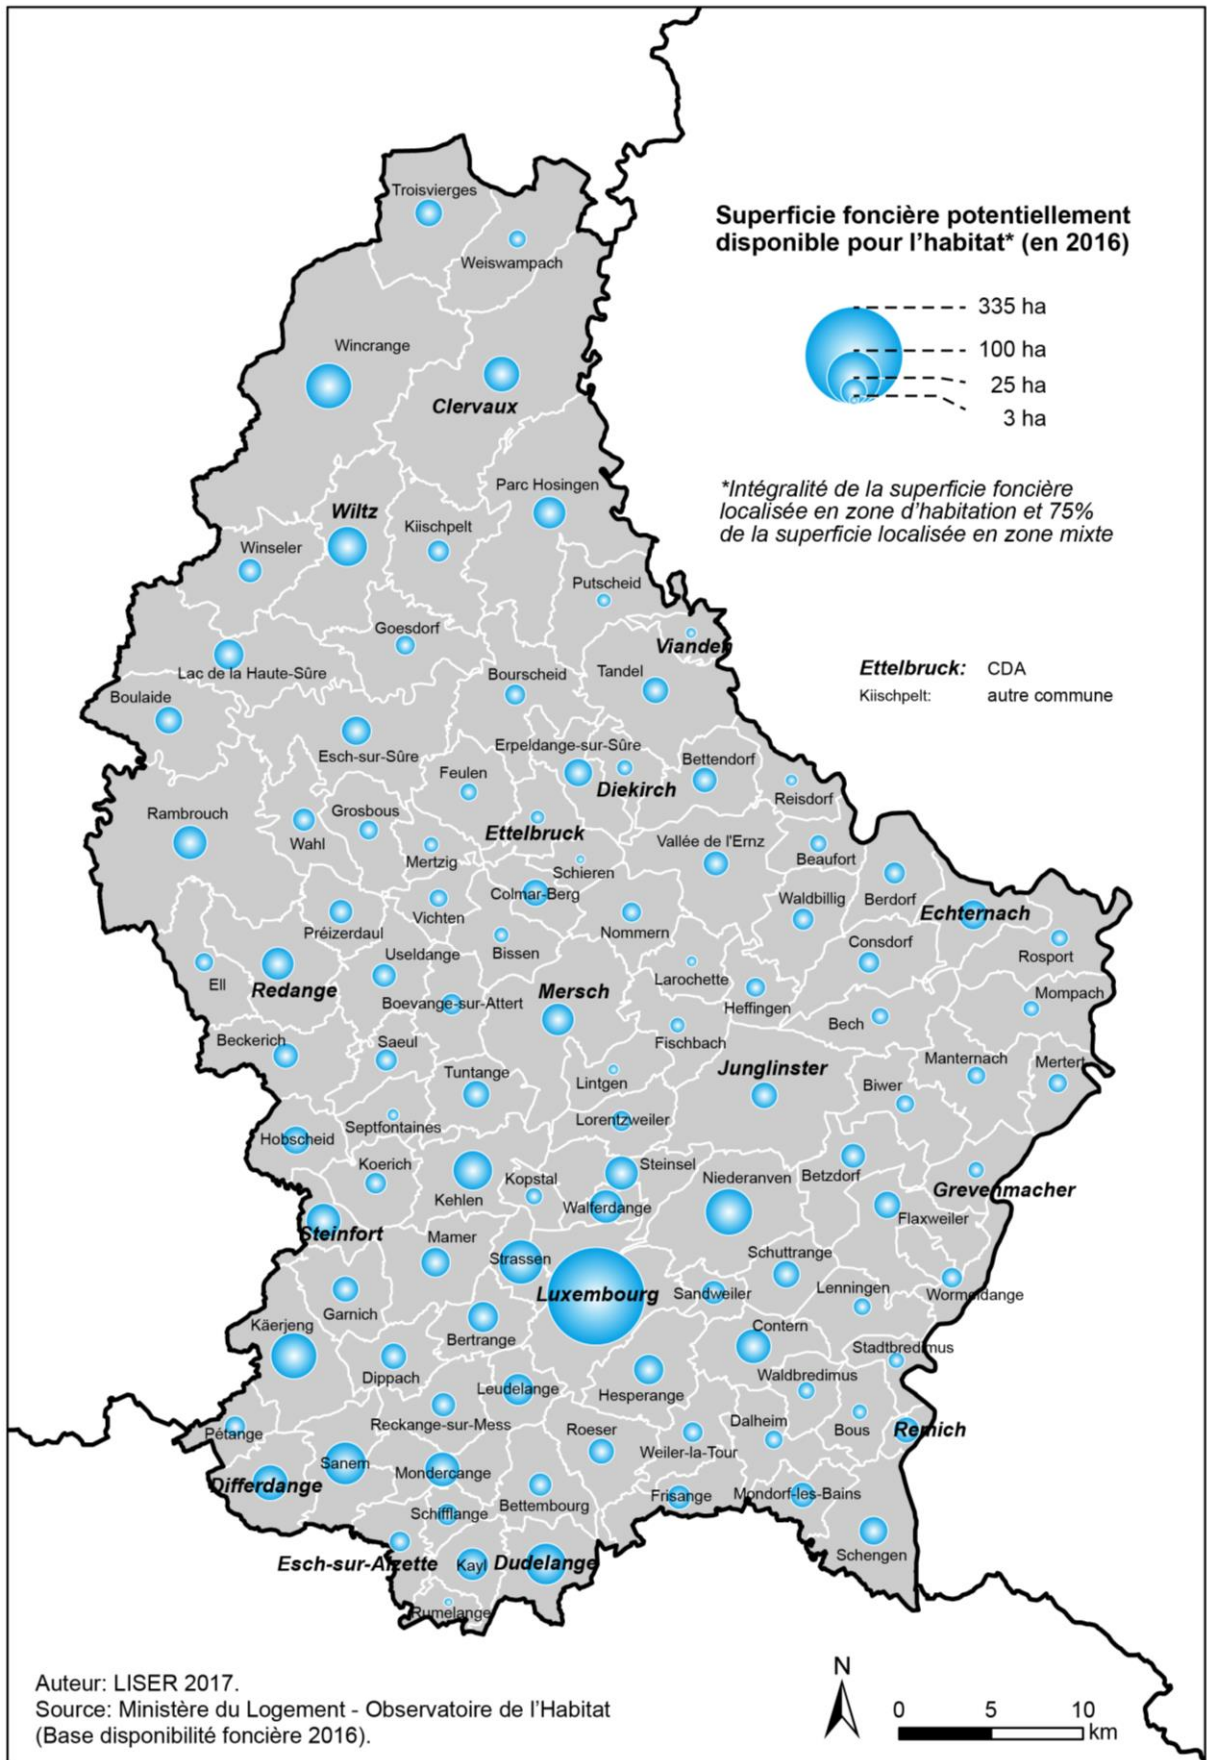 Troisvierges
Weiswampach
Superficie foncière potentiellement
disponible pour l'habitat* (en 2016)
335 ha
100 ha
25 ha
3 ha
Wincrange
Clervaux
*Intégralité de la superficie foncière
localisée en zone d'habitation et 75%
de la superficie localisée en zone mixte
Parc Hosingen
Wiltz
Kiischpelt
Winseler
Putscheid
Goesdorf
Vianden
Ettelbruck: CDA
Kiischpelt: autre commune
Lac de la Haute-Sûre
Bourscheid
Tandel
Boulaide
Esch-sur-Sûre
Erpeldange-sur-Sûre
Bettendorf
Feulen
Diekirch
Reisdorf
Rambrouch
Grosbous
Wahl
Ettelbruck
Vallée de l'Ernz
Mertzig
Schieren
Beaufort
Colmar-Berg
Waldbillig
Berdorf
Echternach
Vichten
Préizerdaul
Nommern
Consdorf
Useldange
Bissen
Rosport
Ell
Redange
Larochette
Boevange-sur-Attert
Mersch
Heffingen
Mompach
Bech
Beckerich
Saeul
Fischbach
Tuntange
Lintgen
Junglinster
Manternach
Mertert
Biwer
Septfontaines
Lorentzweiler
Hobscheid
Koerich
Kehlen
Kopstal
Steinsel
Niederanven
Betzdorf
Grevenmacher
Walferdange
Flaxweiler
Steinfort
Mamer
Strassen
Schuttrange
Luxembourg
Sandweiler
Lenningen
Wormeldange
Garnich
Käerjeng
Bertrange
Contern
Stadtbredimus
Dippach
Waldbredimus
Leudelange
Hesperange
Reckange-sur-Mess
Roeser
Dalheim
Bous
Remich
Pétange
Weiler-la-Tour
Sanem
Mondercange
Differdange
Frisange
Mondorf-les-Bains
Schifflange
Bettembourg
Schengen
Esch-sur-Alzette
Kayl
Dudelange
Rumelange
Auteur: LISER 2017.
Source: Ministère du Logement - Observatoire de l'Habitat
(Base disponibilité foncière 2016).
N
0 5 10
km